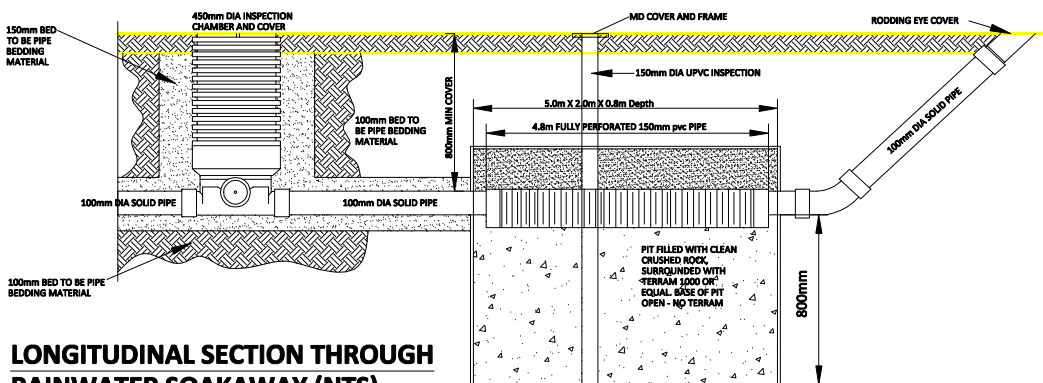 450mm DIA INSPECTION
CHAMBER AND COVER
MD COVER AND FRAME
RODDING EYE COVER
150mm BED
TO BE PIPE
BEDDING
MATERIAL
150mm DIA UPVC INSPECTION
800mm MIN COVER
5.0m X 2.0m X 0.8m Depth
4.8m FULLY PERFORATED 150mm pvc PIPE
100mm BED TO
BE PIPE BEDDING
MATERIAL
100mm DIA SOLID PIPE
100mm DIA SOLID PIPE
100mm DIA SOLID PIPE
PIT FILLED WITH CLEAN
CRUSHED ROCK,
SURROUNDED WITH
TERRAM 1000 OR
EQUAL. BASE OF PIT
OPEN - NO TERRAM
800mm
100mm BED TO BE PIPE
BEDDING MATERIAL
LONGITUDINAL SECTION THROUGH
RAINWATER SOAKAWAY (NTS)